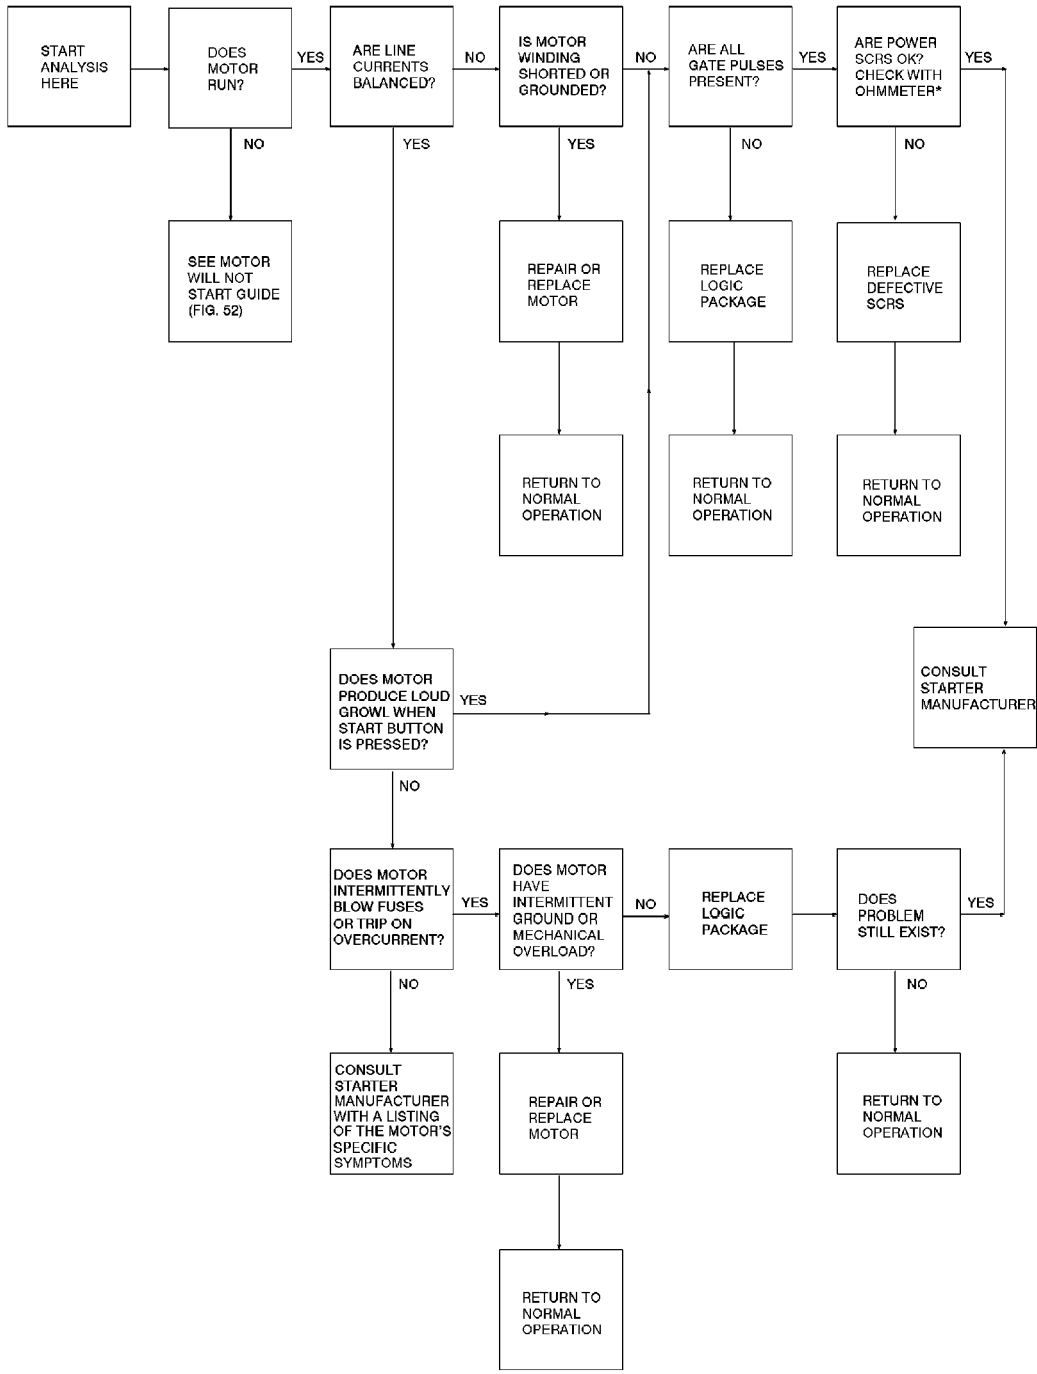 START
ANALYSIS
HERE
DOES
MOTOR
RUN?
YES
NO
ARE LINE
CURRENTS
BALANCED?
NO
YES
IS MOTOR
WINDING
SHORTED OR
GROUNDED?
NO
YES
ARE ALL
GATE PULSES
PRESENT?
YES
NO
ARE POWER
SCRS OK?
CHECK WITH
OHMMETER*
YES
NO
SEE MOTOR
WILL NOT
START GUIDE
(FIG. 52)
REPAIR OR
REPLACE
MOTOR
REPLACE
LOGIC
PACKAGE
REPLACE
DEFECTIVE
SCRS
RETURN TO
NORMAL
OPERATION
RETURN TO
NORMAL
OPERATION
RETURN TO
NORMAL
OPERATION
DOES MOTOR
PRODUCE LOUD
GROWL WHEN
START BUTTON
IS PRESSED?
YES
NO
CONSULT
STARTER
MANUFACTURER
DOES MOTOR
INTERMITTENTLY
BLOW FUSES
OR TRIP ON
OVERCURRENT?
YES
NO
DOES MOTOR
HAVE
INTERMITTENT
GROUND OR
MECHANICAL
OVERLOAD?
NO
YES
REPLACE
LOGIC
PACKAGE
DOES
PROBLEM
STILL EXIST?
YES
NO
CONSULT
STARTER
MANUFACTURER
WITH A LISTING
OF THE MOTOR'S
SPECIFIC
SYMPTOMS
REPAIR OR
REPLACE
MOTOR
RETURN TO
NORMAL
OPERATION
RETURN TO
NORMAL
OPERATION